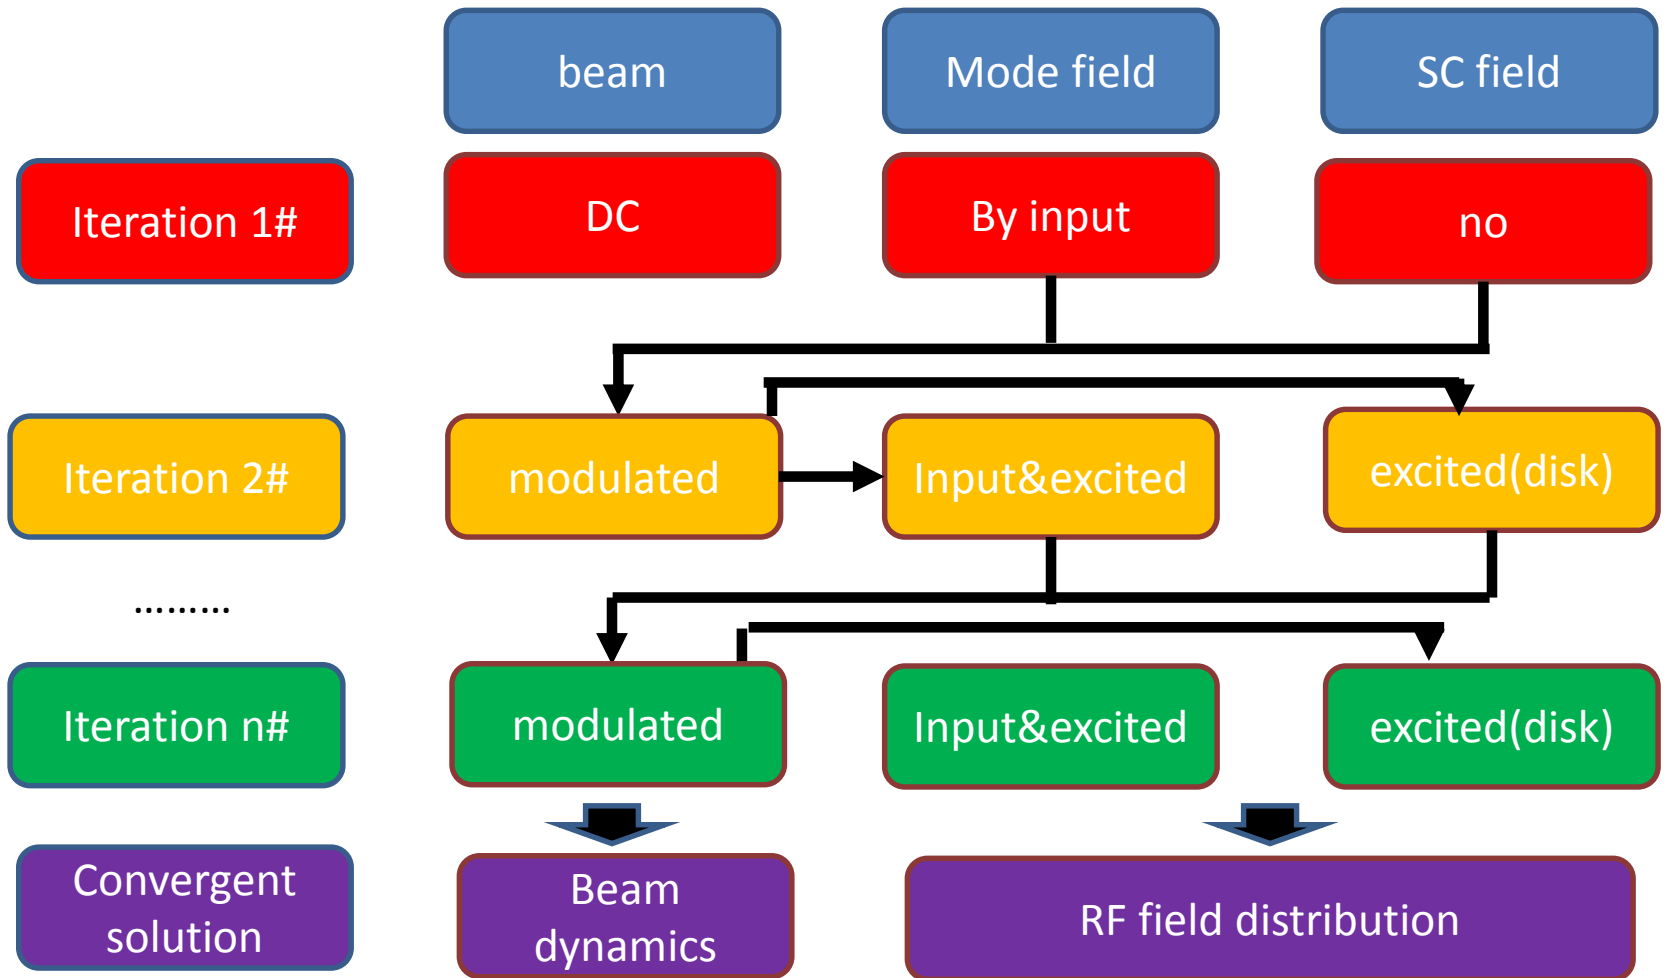 beam
Mode field
SC field
Iteration 1#
DC
By input
no
Iteration 2#
modulated
Input&excited
excited(disk)
………
Iteration n#
modulated
Input&excited
excited(disk)
Convergent
solution
Beam
dynamics
RF field distribution